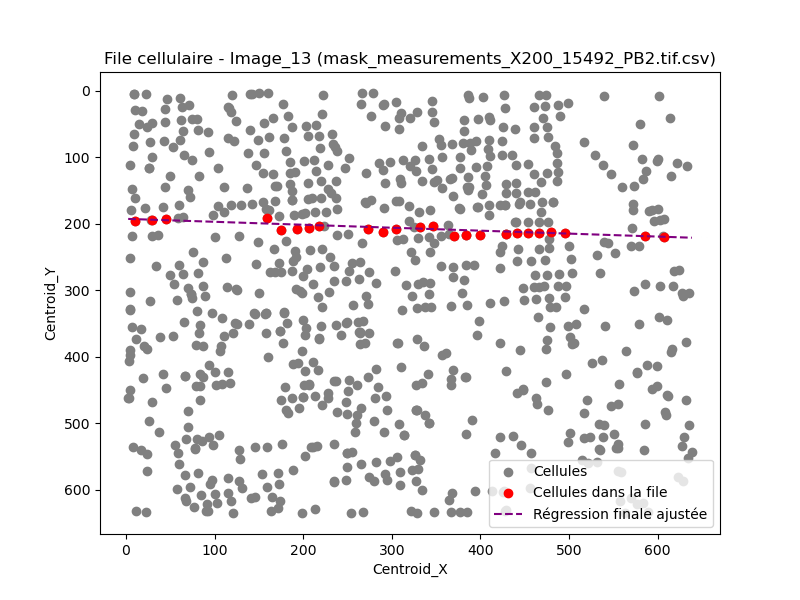 File cellulaire - Image_13 (mask_measurements_X200_15492_PB2.tif.csv)
0
100
200
300
400
500
600
Centroid_Y
Cellules
Cellules dans la file
Régression finale ajustée
0 100 200 300 400 500 600
Centroid_X